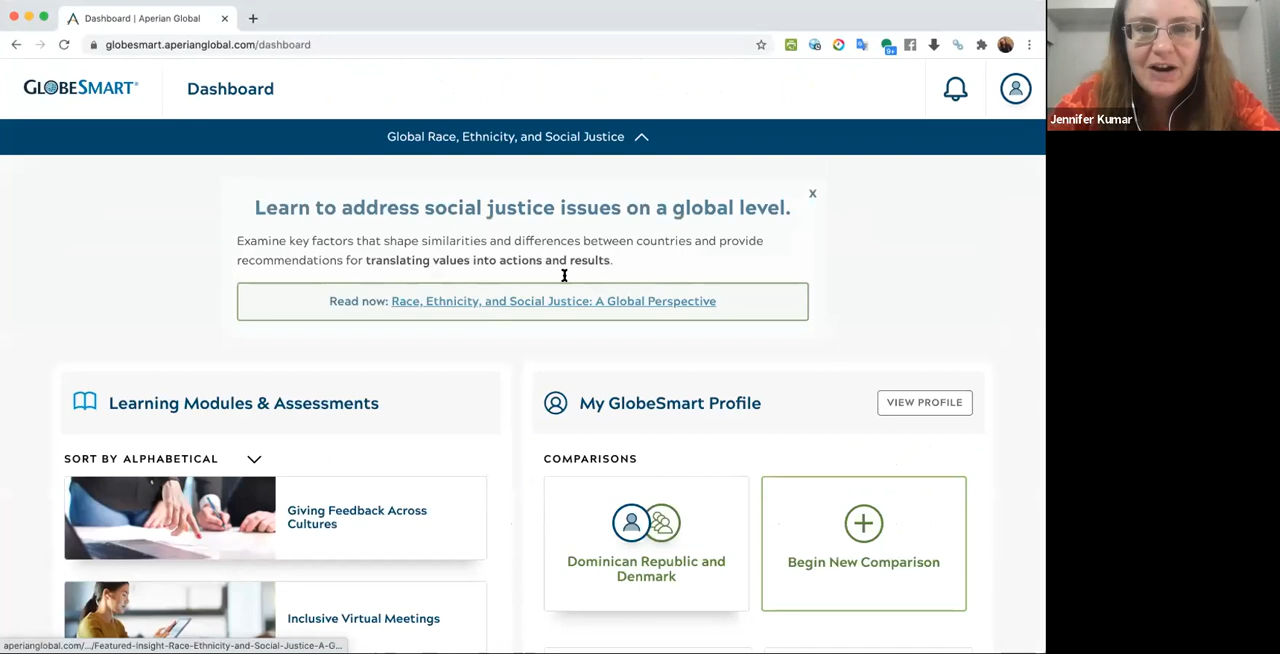 Dashboard | Aperian Global
globesmart.aperianglobal.com/dashboard
9+
GLOBESMART®
Dashboard
Jennifer Kumar
Global Race, Ethnicity, and Social Justice
Learn to address social justice issues on a global level.
X
Examine key factors that shape similarities and differences between countries and provide
recommendations for translating values into actions and results.
Read now: Race, Ethnicity, and Social Justice: A Global Perspective
Learning Modules & Assessments
SORT BY ALPHABETICAL
Giving Feedback Across
Cultures
Inclusive Virtual Meetings
My GlobeSmart Profile
VIEW PROFILE
COMPARISONS
Dominican Republic and
Denmark
Begin New Comparison
aperianglobal.com/.../Featured-Insight-Race-Ethnicity-and-Social-Justice-A-G...